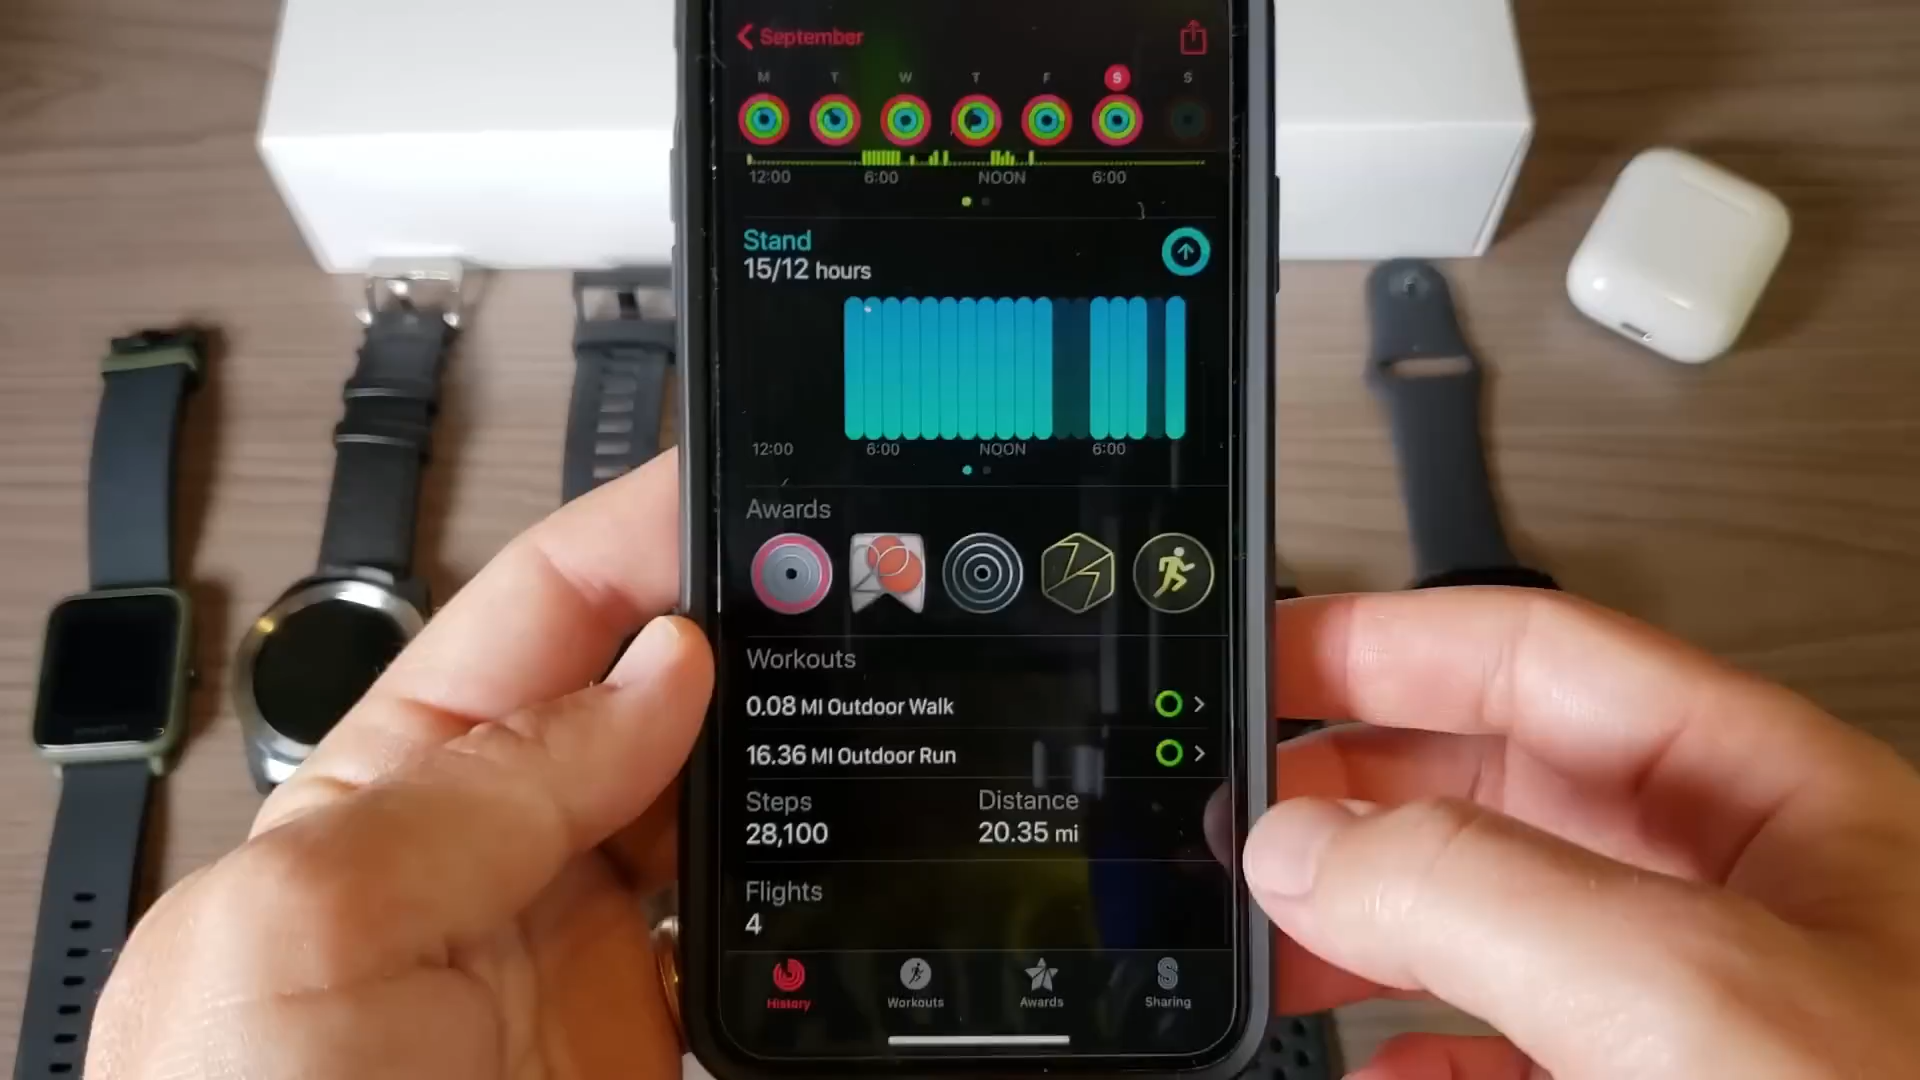 September
M T W T F S S
12:00 6:00 NOON 6:00
Stand
15/12 hours
12:00 6:00 NOON 6:00
Awards
Workouts
0.08 MI Outdoor Walk
16.36 MI Outdoor Run
Steps Distance
28,100 20.35 mi
Flights
4
History Workouts Awards Sharing